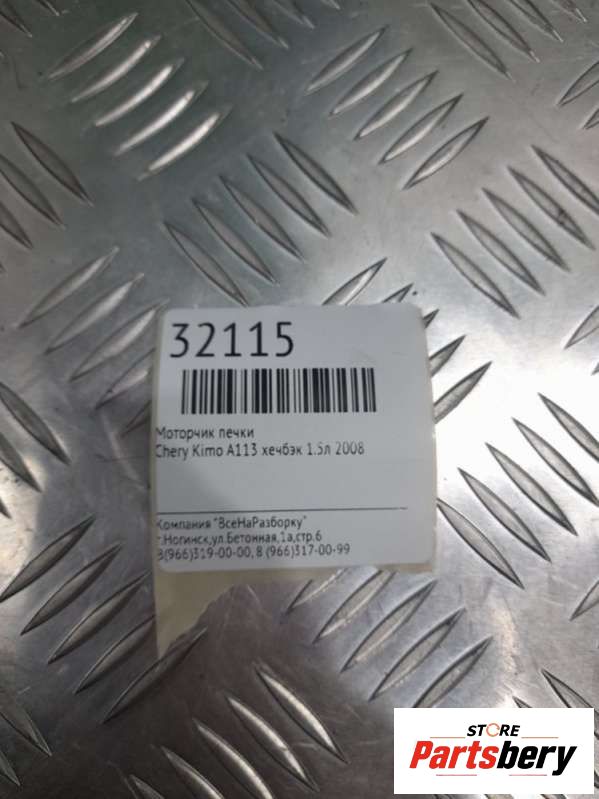 32115
Моторчик печки
Chery Kimo A113 хечбэк 1.5л 2008
Компания "ВсеНаРазборку"
г.Ногинск,ул.Бетонная,1а,стр.6
8(966)319-00-00, 8 (966)317-00-99
STORE
Partsbery